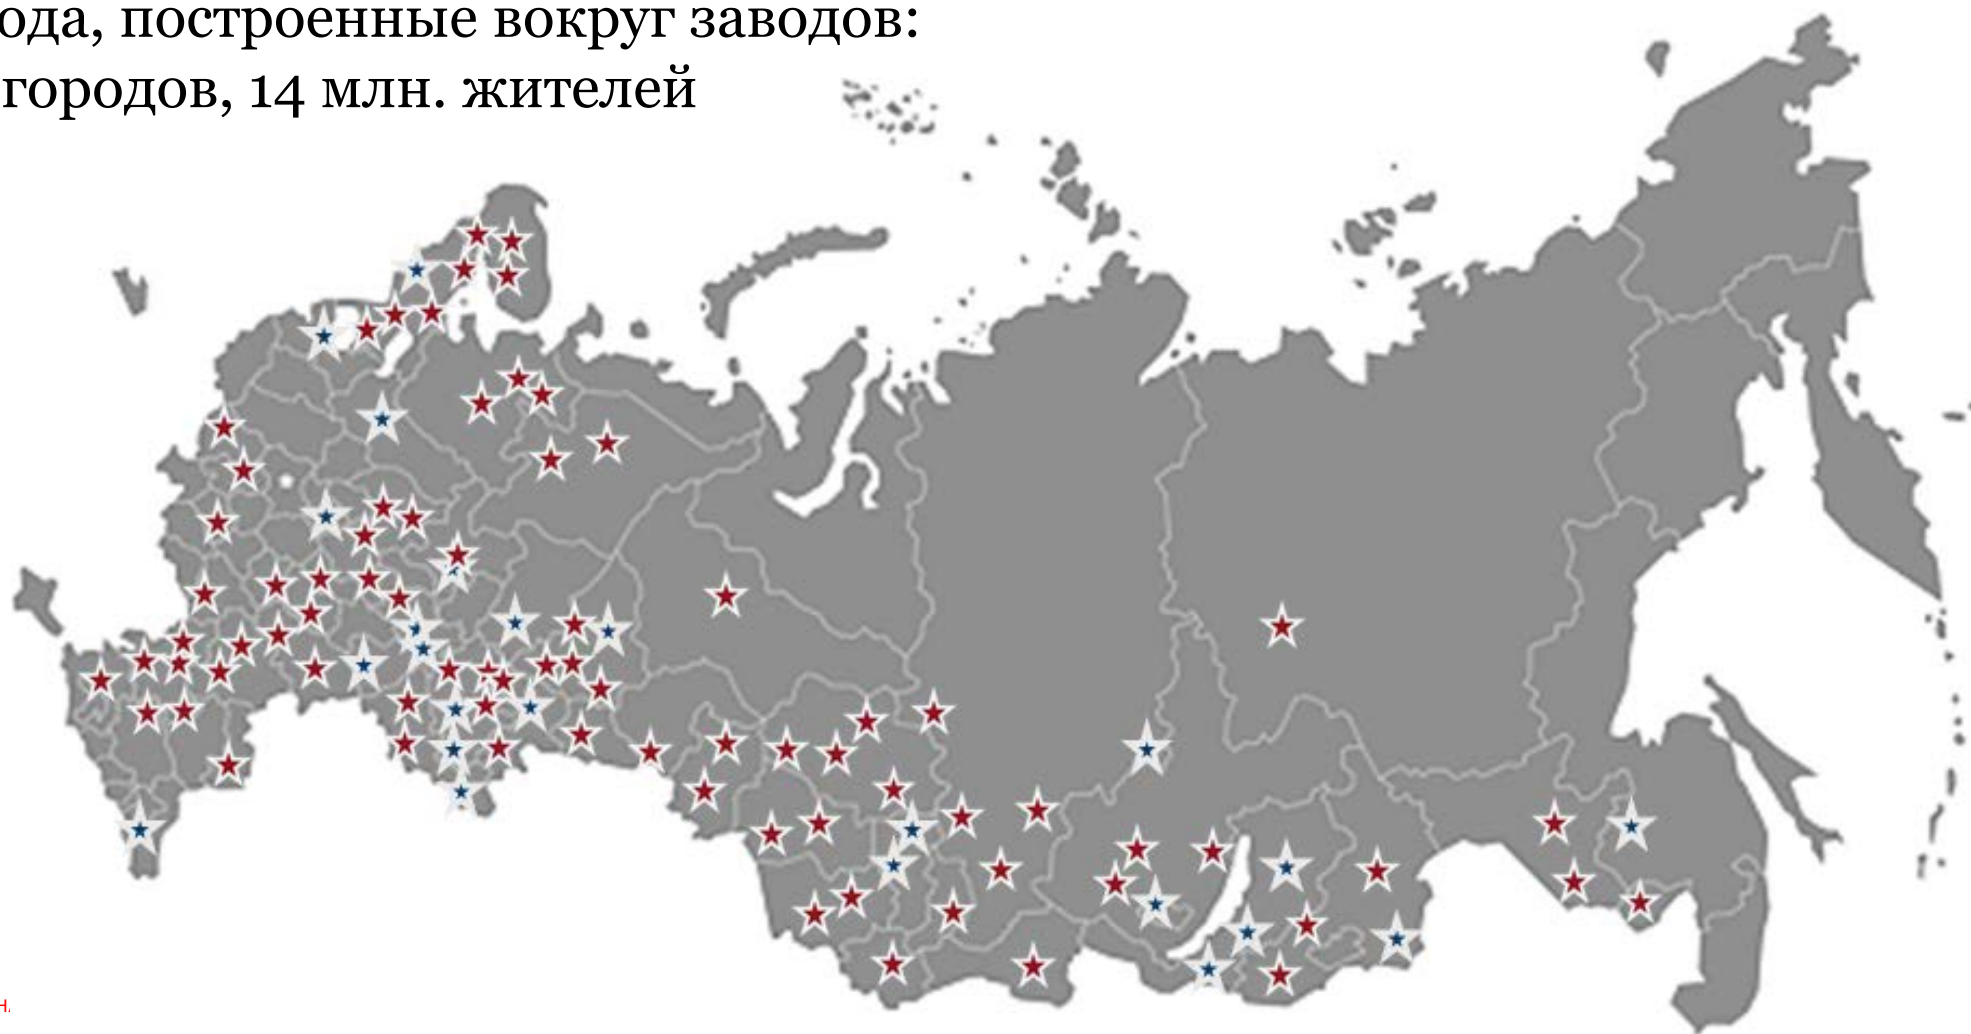 ода, построенные вокруг заводов:
городов, 14 млн. жителей